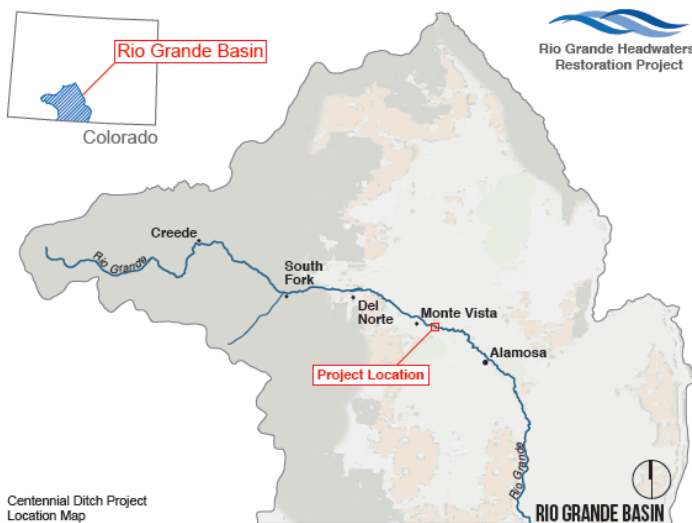 Rio Grande Basin
Colorado
Rio Grande Headwaters
Restoration Project
Creede
Rio Grande
South
Fork
Del
Norte
Monte Vista
Alamosa
Project Location
Rio Grande
Centennial Ditch Project
Location Map
RIO GRANDE BASIN